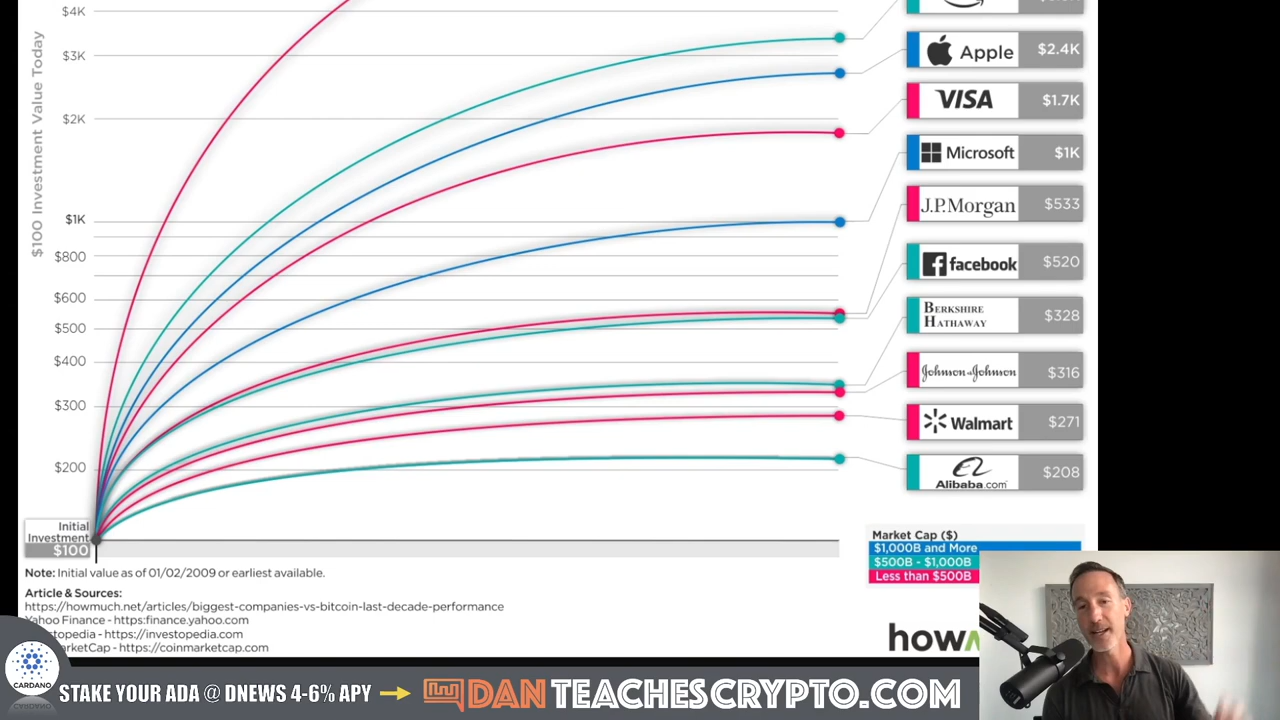 $4K
$3K
$2K
$1K
$800
$600
$500
$400
$300
$200
$100 Investment Value Today
Initial
Investment
$100
Apple $2.4K
VISA $1.7K
Microsoft $1K
J.P.Morgan $533
facebook $520
BERKSHIRE
HATHAWAY $328
Johnson & Johnson $316
Walmart $271
Alibaba.com $208
Market Cap ($)
$1,000B and More
$500B - $1,000B
Less than $500B
Note: Initial value as of 01/02/2009 or earliest available.
Article & Sources:
https://howmuch.net/articles/biggest-companies-vs-bitcoin-last-decade-performance
Yahoo Finance - https:finance.yahoo.com
stopedia - https://investopedia.com
arketCap - https://coinmarketcap.com
how
CARDANO
STAKE YOUR ADA @ DNEWS 4-6% APY
DANTEACHESCRYPTO.COM